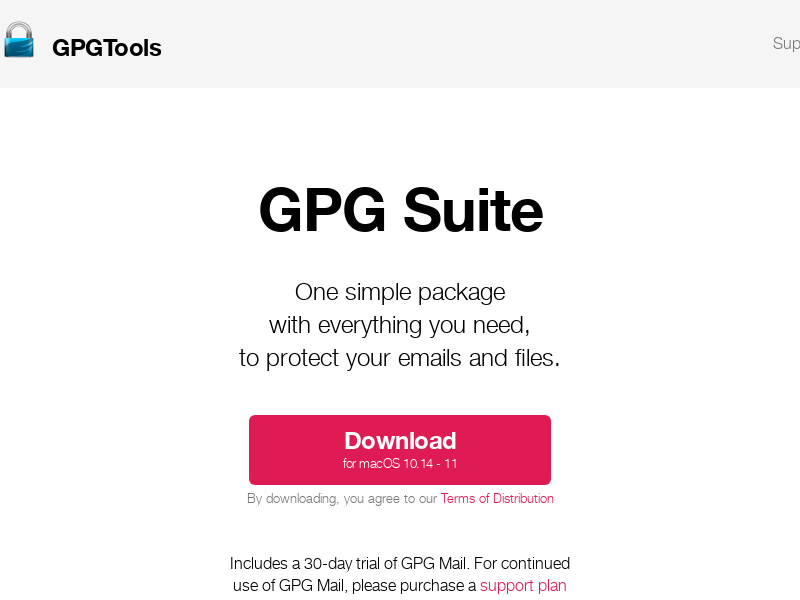 GPGTools
GPG Suite
One simple package
with everything you need,
to protect your emails and files.
Download
for macOS 10.14 - 11
By downloading, you agree to our Terms of Distribution
Includes a 30-day trial of GPG Mail. For continued
use of GPG Mail, please purchase a support plan